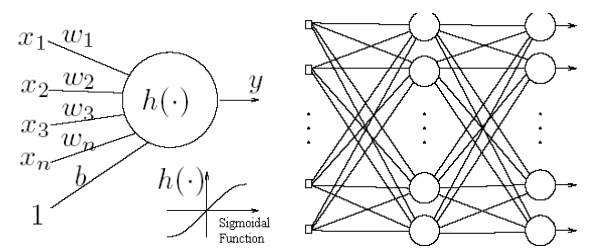 x₁ w₁
x₂ w₂
x₃ w₃
xₙ wₙ
b
1
h(·)
y
h(·)
Sigmoidal
Function